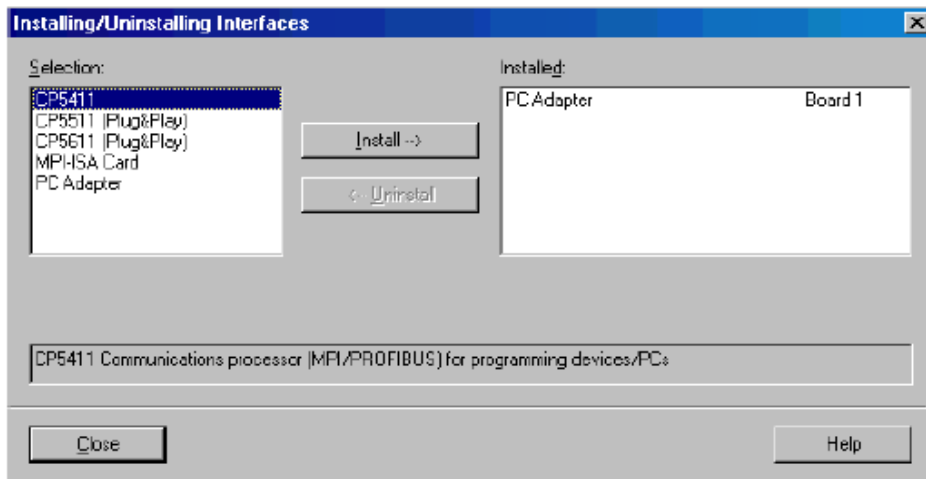 Installing/Uninstalling Interfaces
Selection:
CP5411
CP5511 (Plug&Play)
CP5611 (Plug&Play)
MPI-ISA Card
PC Adapter
Install -->
<-- Uninstall
Installed:
PC Adapter Board 1
CP5411 Communications processor (MPI/PROFIBUS) for programming devices/PCs
Close
Help